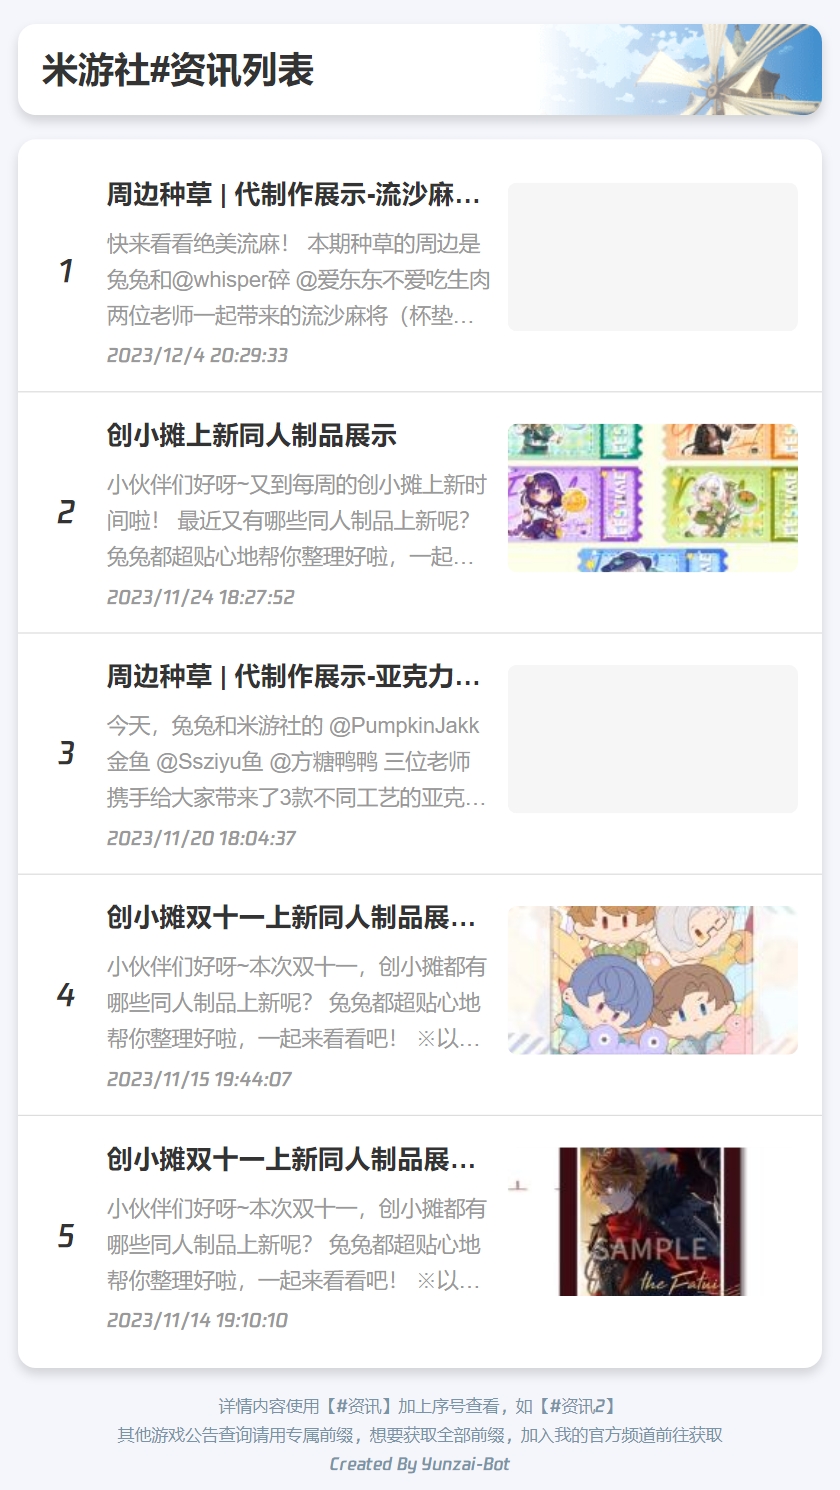 米游社#资讯列表
1
周边种草 | 代制作展示-流沙麻…
快来看看绝美流麻！ 本期种草的周边是
兔兔和@whisper碎 @爱东东不爱吃生肉
两位老师一起带来的流沙麻将（杯垫…
2023/12/4 20:29:33
2
创小摊上新同人制品展示
小伙伴们好呀~又到每周的创小摊上新时
间啦！ 最近又有哪些同人制品上新呢？
兔兔都超贴心地帮你整理好啦，一起…
2023/11/24 18:27:52
3
周边种草 | 代制作展示-亚克力…
今天，兔兔和米游社的 @PumpkinJakk
金鱼 @Ssziyu鱼 @方糖鸭鸭 三位老师
携手给大家带来了3款不同工艺的亚克…
2023/11/20 18:04:37
4
创小摊双十一上新同人制品展…
小伙伴们好呀~本次双十一，创小摊都有
哪些同人制品上新呢？ 兔兔都超贴心地
帮你整理好啦，一起来看看吧！ ※以…
2023/11/15 19:44:07
5
创小摊双十一上新同人制品展…
小伙伴们好呀~本次双十一，创小摊都有
哪些同人制品上新呢？ 兔兔都超贴心地
帮你整理好啦，一起来看看吧！ ※以…
2023/11/14 19:10:10
SAMPLE
the Fatui
详情内容使用【#资讯】加上序号查看，如【#资讯2】
其他游戏公告查询请用专属前缀，想要获取全部前缀，加入我的官方频道前往获取
Created By Yunzai-Bot